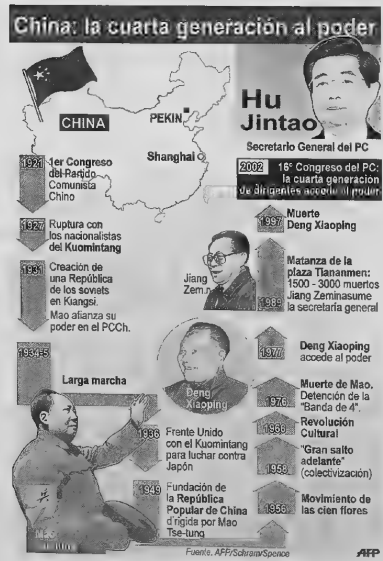 China: la cuarta generación al poder
CHINA
PEKIN
Shanghai
Hu
Jintao
Secretario General del PC
2002
16º Congreso del PC:
la cuarta generación
de dirigentes accede al poder
1921
1er Congreso
del Partido
Comunista
Chino
1927
Ruptura con
los nacionalistas
del Kuomintang
1931
Creación de
una República
de los soviets
en Kiangsi.
Mao afianza su
poder en el PCCh.
1934-5
Larga marcha
1936
Frente Unido
con el Kuomintang
para luchar contra
Japón
1949
Fundación de
la República
Popular de China
dirigida por Mao
Tse-tung
1956
Movimiento de
las cien flores
1958
"Gran salto
adelante"
(colectivización)
1966
Revolución
Cultural
1976
Muerte de Mao.
Detención de la
"Banda de 4".
1977
Deng Xiaoping
accede al poder
Deng
Xiaoping
1989
Matanza de la
plaza Tiananmen:
1500 - 3000 muertos
Jiang Zeminasume
la secretaría general
Jiang
Zemin
1997
Muerte
Deng Xiaoping
Fuente. AFP/Schram/Spence
AFP